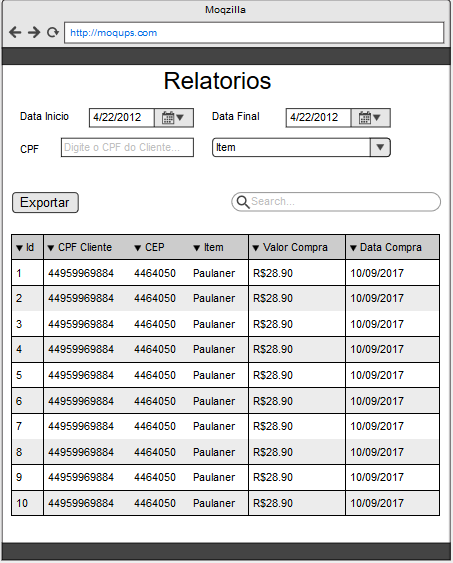 Moqzilla
http://moqups.com
Relatorios
Data Inicio 4/22/2012 Data Final 4/22/2012
CPF Digite o CPF do Cliente... Item
Exportar Search...
Id CPF Cliente CEP Item Valor Compra Data Compra
1 44959969884 4464050 Paulaner R$28.90 10/09/2017
2 44959969884 4464050 Paulaner R$28.90 10/09/2017
3 44959969884 4464050 Paulaner R$28.90 10/09/2017
4 44959969884 4464050 Paulaner R$28.90 10/09/2017
5 44959969884 4464050 Paulaner R$28.90 10/09/2017
6 44959969884 4464050 Paulaner R$28.90 10/09/2017
7 44959969884 4464050 Paulaner R$28.90 10/09/2017
8 44959969884 4464050 Paulaner R$28.90 10/09/2017
9 44959969884 4464050 Paulaner R$28.90 10/09/2017
10 44959969884 4464050 Paulaner R$28.90 10/09/2017